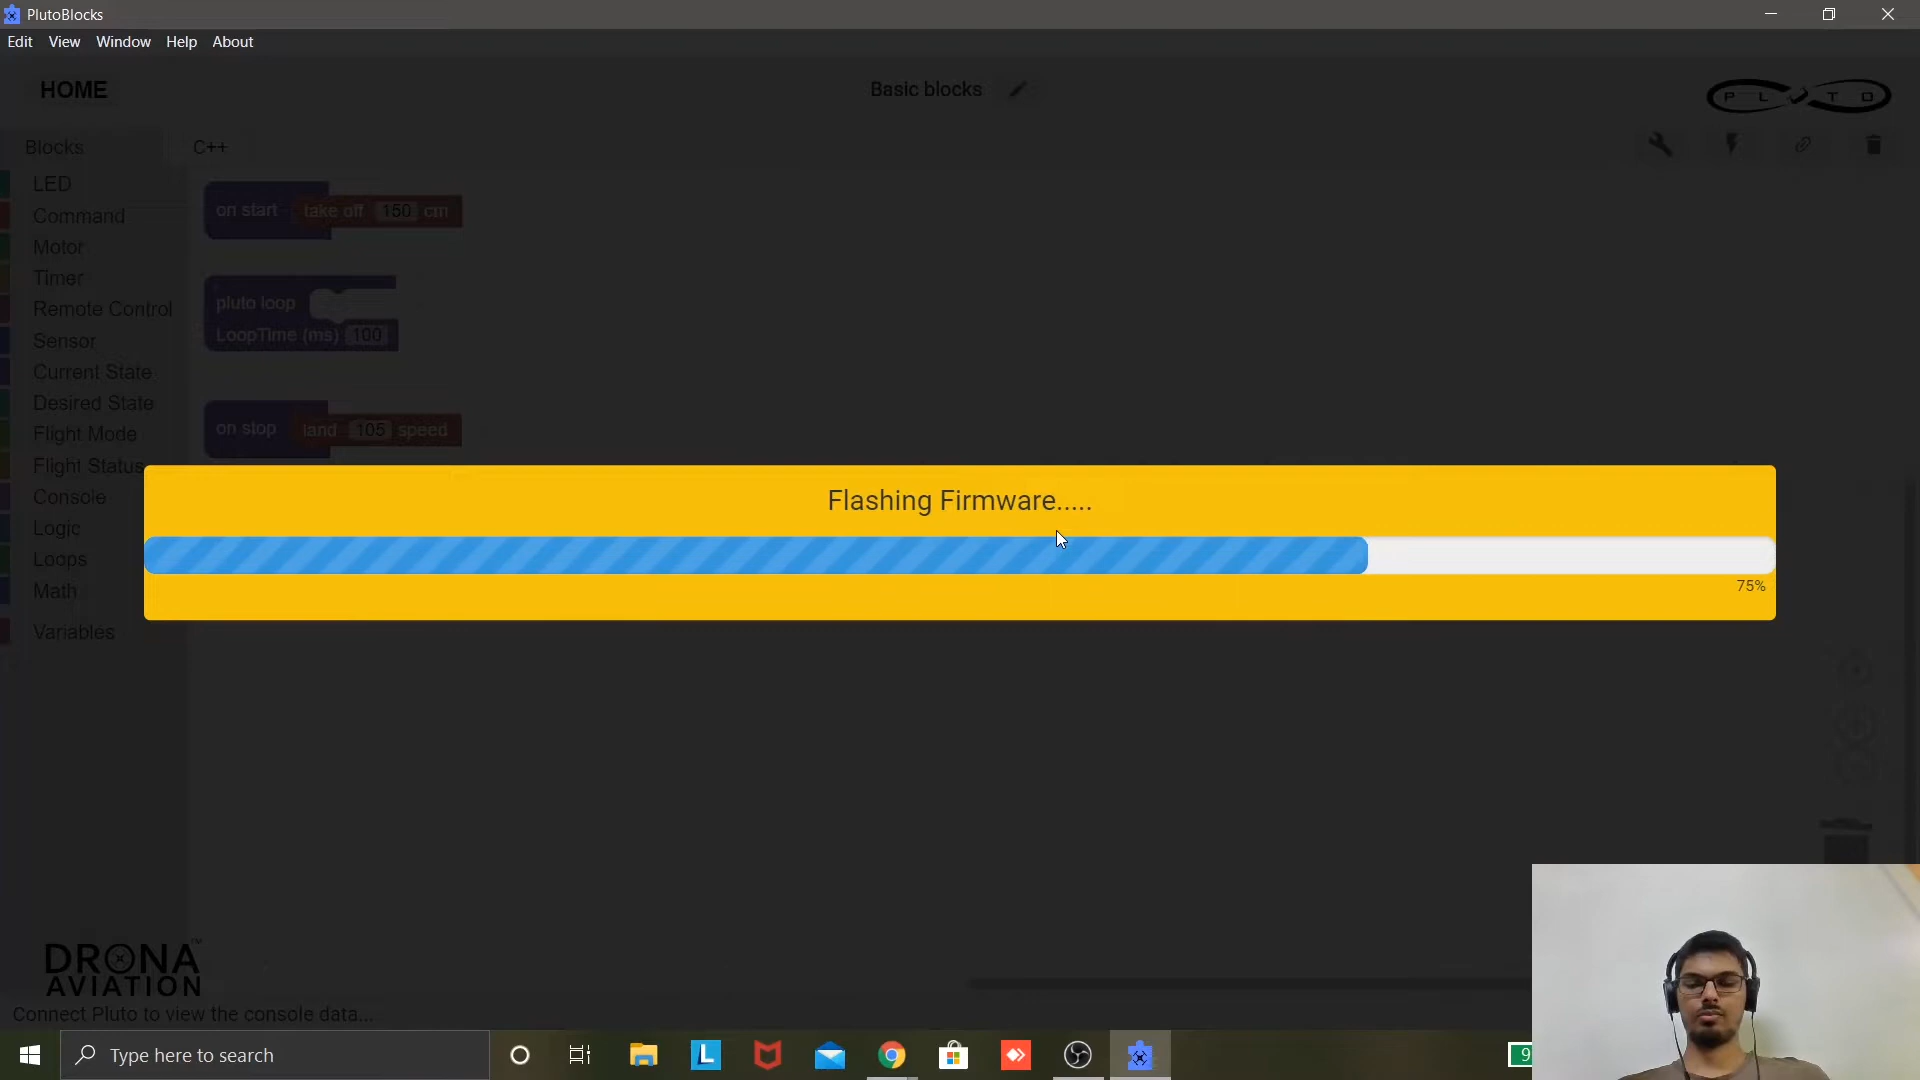 PlutoBlocks
Edit View Window Help About
HOME
Basic blocks
PLUTO
Blocks
C++
LED
Command
Motor
Timer
Remote Control
Sensor
Current State
Desired State
Flight Mode
Flight Status
Console
Logic
Loops
Math
Variables
on start take off 150 cm
pluto loop
LoopTime (ms) 100
on stop land 105 speed
Flashing Firmware.....
75%
DRONA™
AVIATION
Connect Pluto to view the console data...
Type here to search
L
9